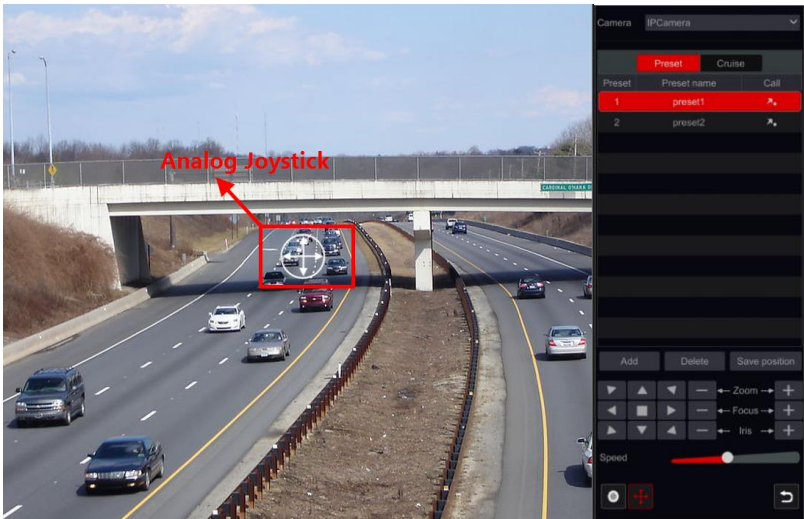 Camera IPCamera
Preset Cruise
Preset Preset name Call
1 preset1
2 preset2
Analog Joystick
CARDINAL O'HARA D
Add Delete Save position
Zoom
Focus
Iris
Speed